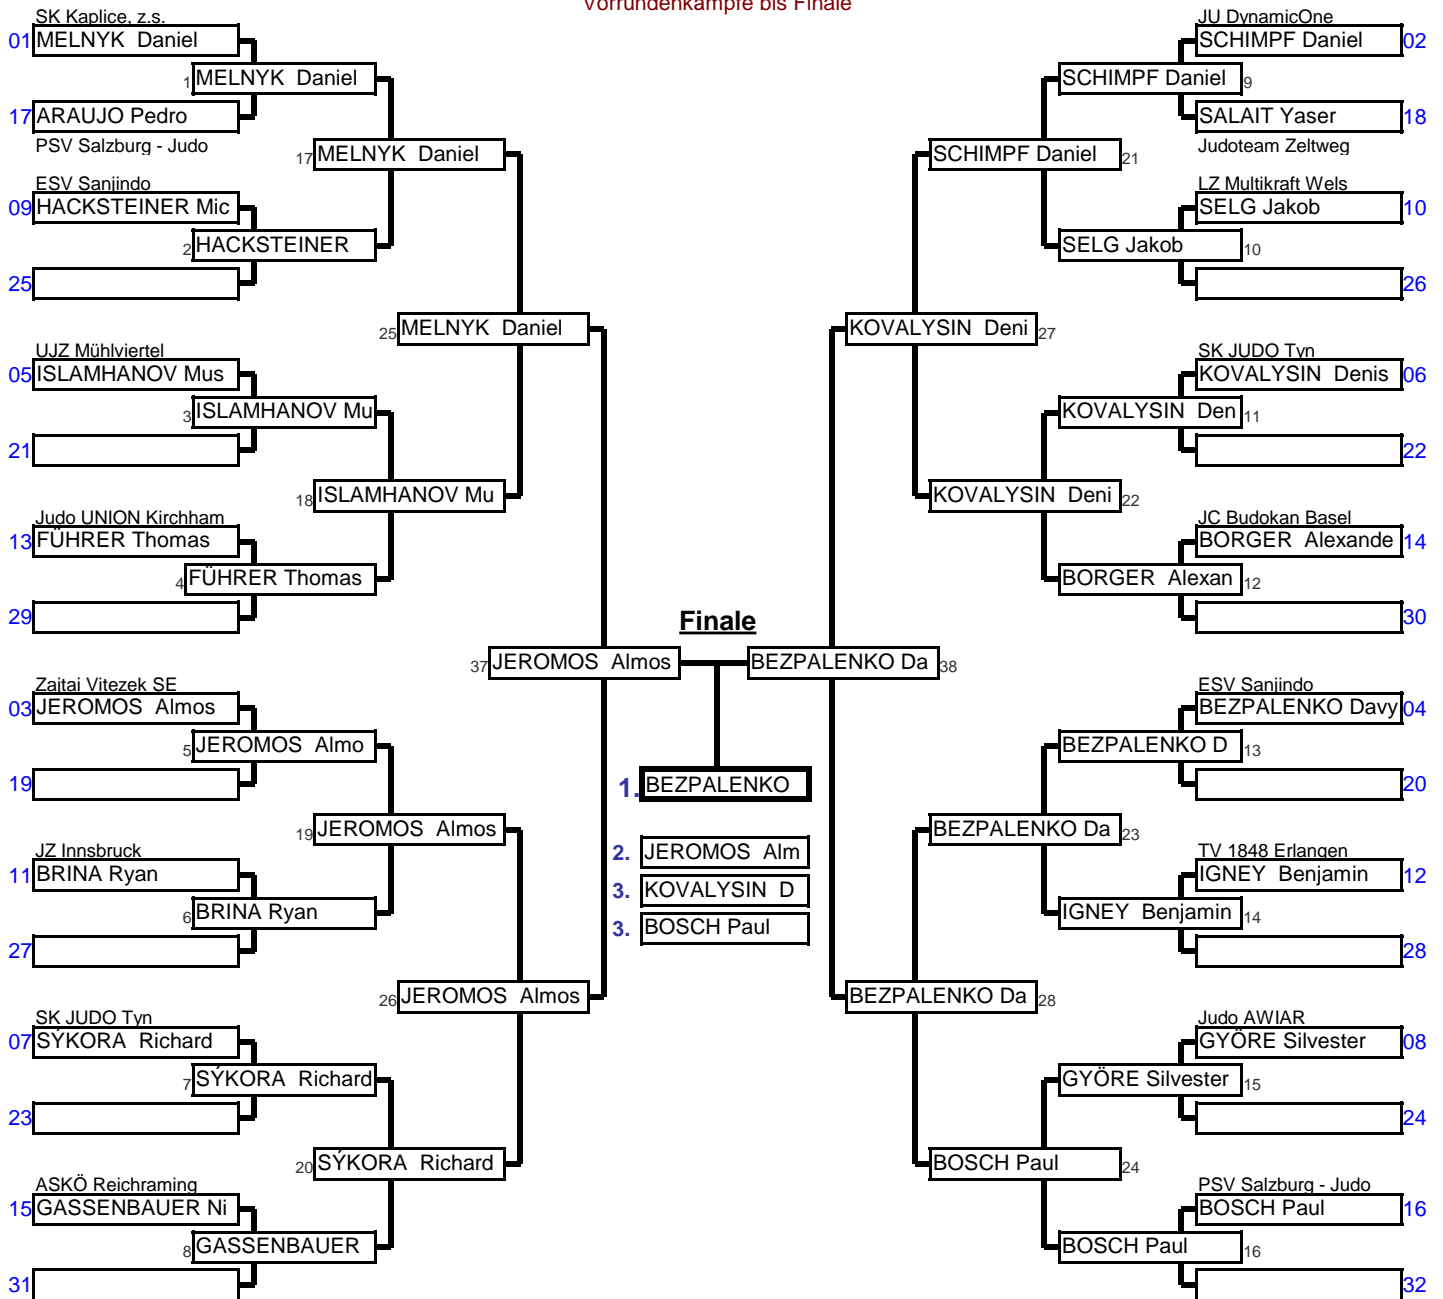 Vorrundenkämpfe bis Finale
SK Kaplice, z.s.
01 MELNYK Daniel
1 MELNYK Daniel
17 ARAUJO Pedro
PSV Salzburg - Judo
17 MELNYK Daniel
ESV Sanjindo
09 HACKSTEINER Mic
2 HACKSTEINER
25
25 MELNYK Daniel
UJZ Mühlviertel
05 ISLAMHANOV Mus
3 ISLAMHANOV Mu
21
18 ISLAMHANOV Mu
Judo UNION Kirchham
13 FÜHRER Thomas
4 FÜHRER Thomas
29
37 JEROMOS Almos
Zajtai Vitezek SE
03 JEROMOS Almos
5 JEROMOS Almo
19
19 JEROMOS Almos
JZ Innsbruck
11 BRINA Ryan
6 BRINA Ryan
27
26 JEROMOS Almos
SK JUDO Tyn
07 SÝKORA Richard
7 SÝKORA Richard
23
20 SÝKORA Richard
ASKÖ Reichraming
15 GASSENBAUER Ni
8 GASSENBAUER
31
Finale
1. BEZPALENKO
2. JEROMOS Alm
3. KOVALYSIN D
3. BOSCH Paul
JU DynamicOne
SCHIMPF Daniel 02
SCHIMPF Daniel 9
SALAIT Yaser 18
Judoteam Zeltweg
SCHIMPF Daniel 21
LZ Multikraft Wels
SELG Jakob 10
SELG Jakob 10
26
KOVALYSIN Deni 27
SK JUDO Tyn
KOVALYSIN Denis 06
KOVALYSIN Den 11
22
KOVALYSIN Deni 22
JC Budokan Basel
BORGER Alexande 14
BORGER Alexan 12
30
BEZPALENKO Da 38
ESV Sanjindo
BEZPALENKO Davy 04
BEZPALENKO D 13
20
BEZPALENKO Da 23
TV 1848 Erlangen
IGNEY Benjamin 12
IGNEY Benjamin 14
28
BEZPALENKO Da 28
Judo AWIAR
GYÖRE Silvester 08
GYÖRE Silvester 15
24
BOSCH Paul 24
PSV Salzburg - Judo
BOSCH Paul 16
BOSCH Paul 16
32